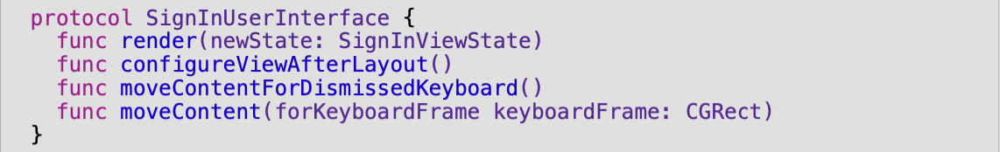 protocol SignInUserInterface {
  func render(newState: SignInViewState)
  func configureViewAfterLayout()
  func moveContentForDismissedKeyboard()
  func moveContent(forKeyboardFrame keyboardFrame: CGRect)
}